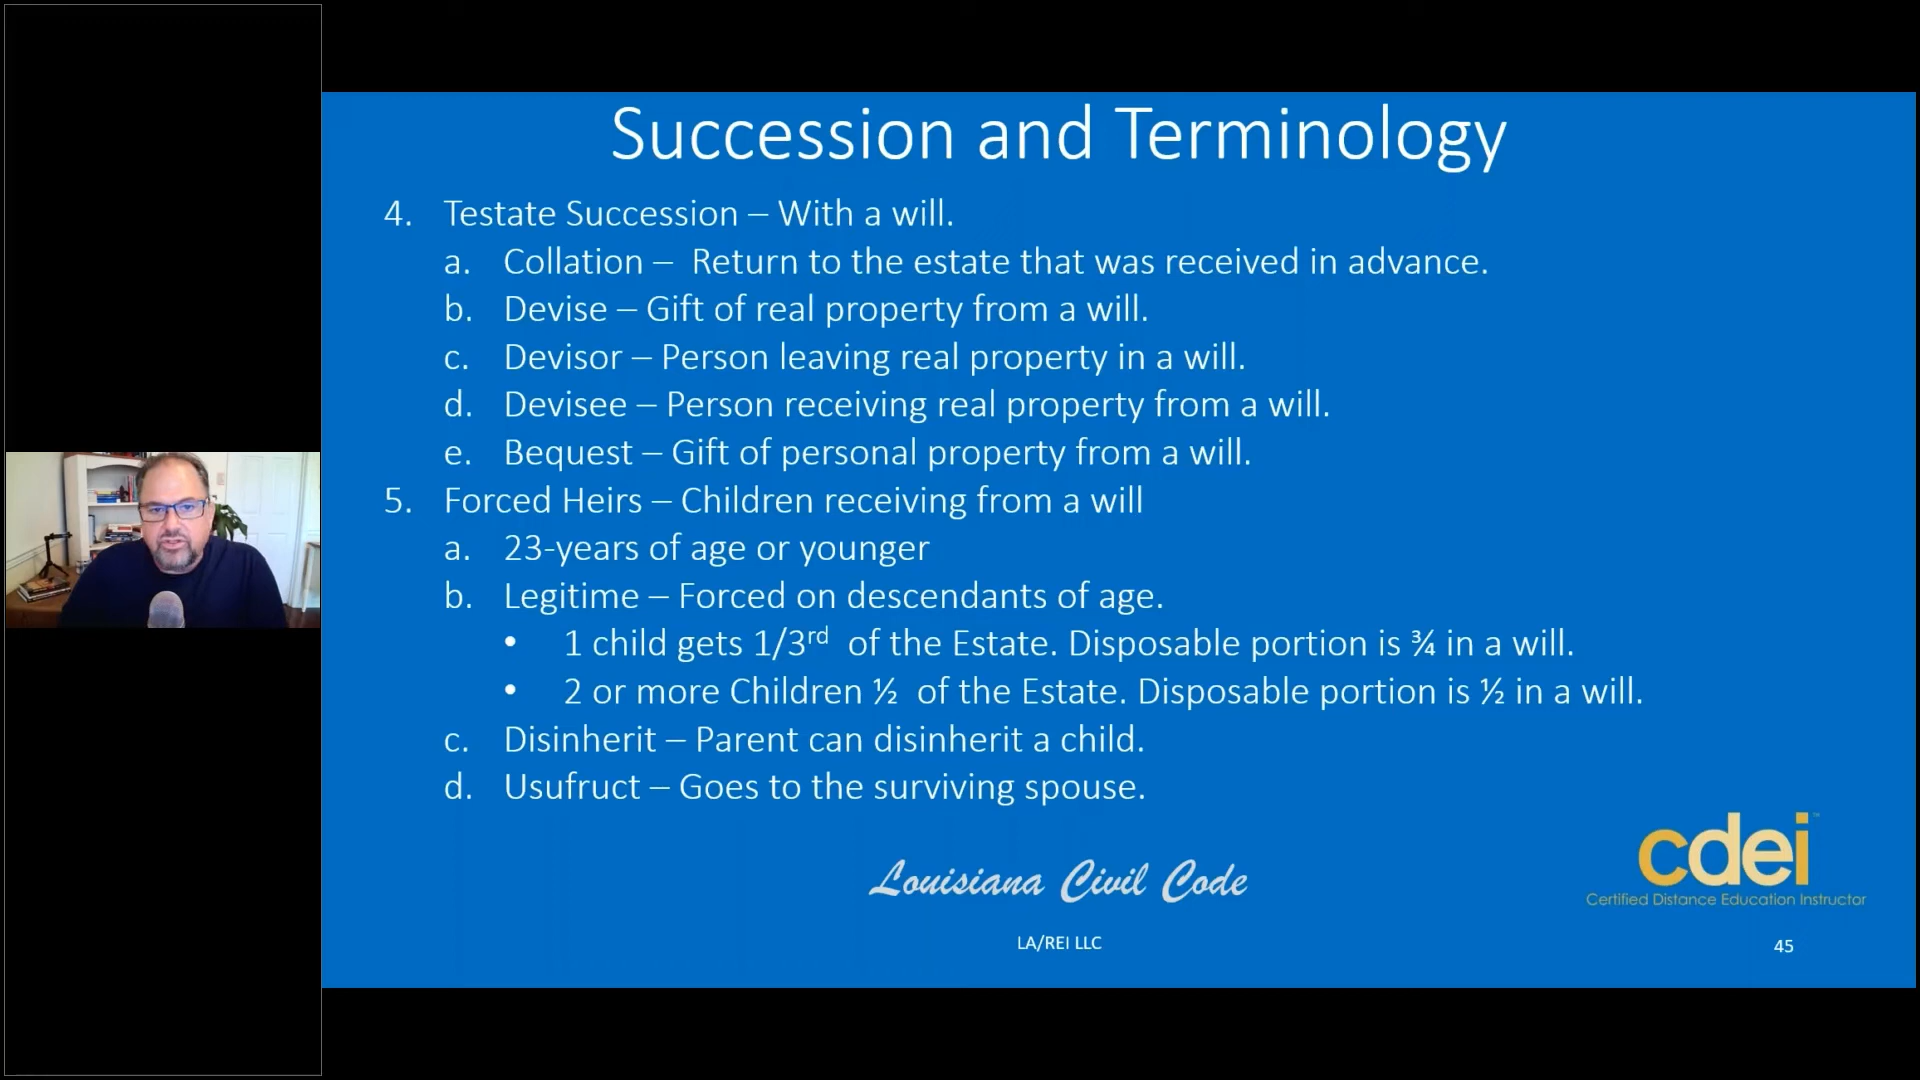 Succession and Terminology
4. Testate Succession – With a will.
a. Collation – Return to the estate that was received in advance.
b. Devise – Gift of real property from a will.
c. Devisor – Person leaving real property in a will.
d. Devisee – Person receiving real property from a will.
e. Bequest – Gift of personal property from a will.
5. Forced Heirs – Children receiving from a will
a. 23-years of age or younger
b. Legitime – Forced on descendants of age.
• 1 child gets 1/3rd of the Estate. Disposable portion is ¾ in a will.
• 2 or more Children ½ of the Estate. Disposable portion is ½ in a will.
c. Disinherit – Parent can disinherit a child.
d. Usufruct – Goes to the surviving spouse.
Louisiana Civil Code
cdei™
Certified Distance Education Instructor
LA/REI LLC
45